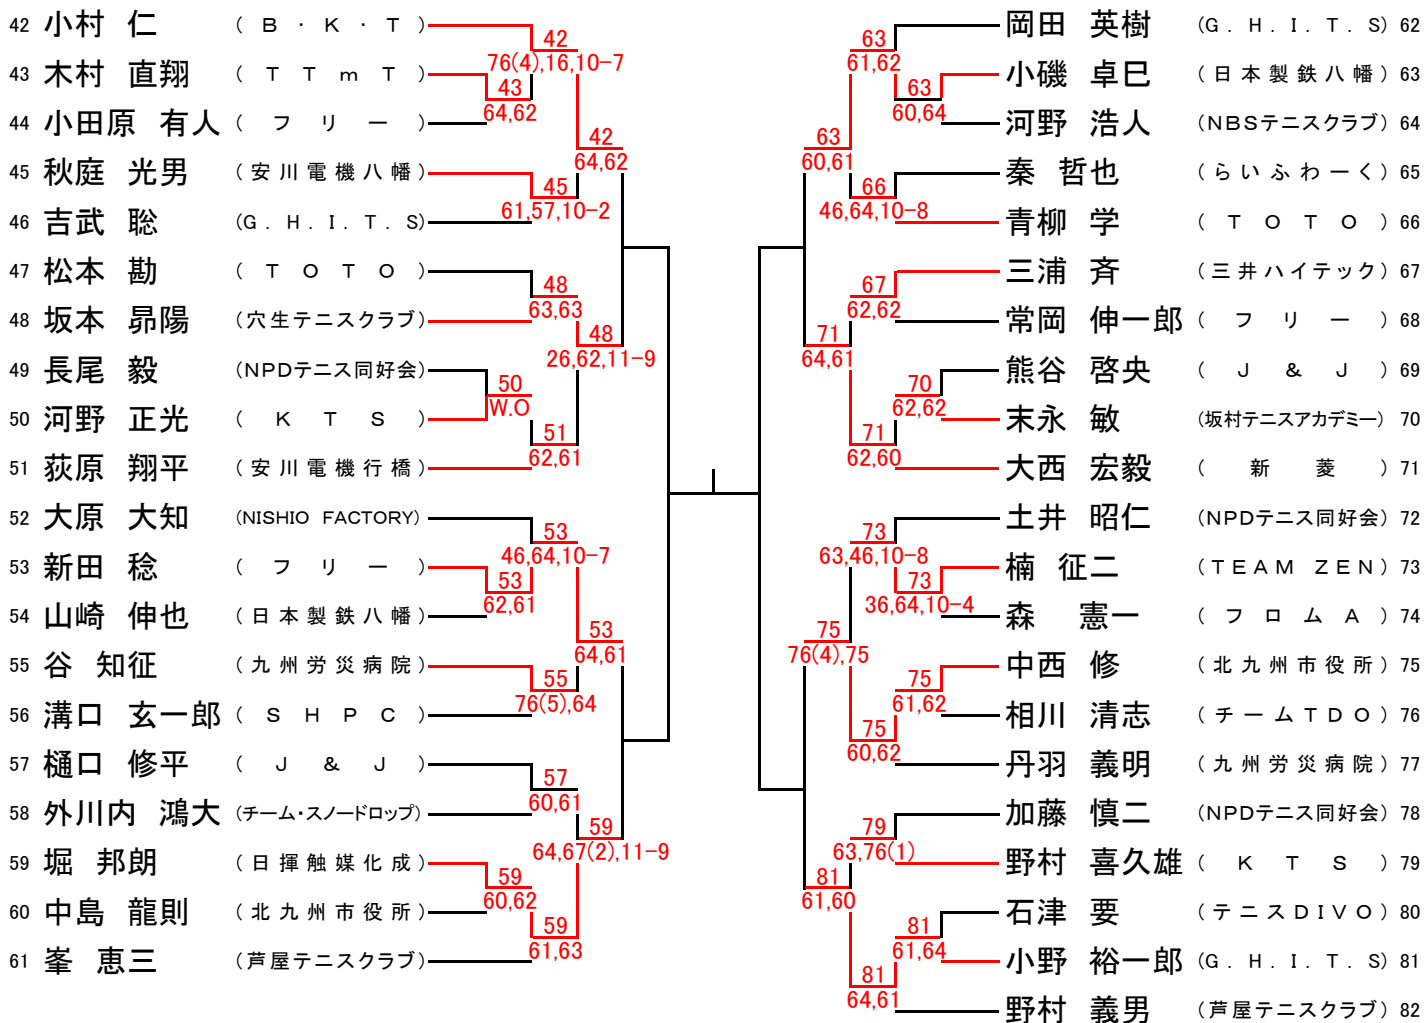 42 小村 仁 (B・K・T)
42
76(4),16,10-7
43 木村 直翔 (TTmT)
43
64,62
44 小田原 有人 (フリー)
42
64,62
45 秋庭 光男 (安川電機八幡)
45
61,57,10-2
46 吉武 聡 (G.H.I.T.S)
47 松本 勘 (TOTO)
48
63,63
48 坂本 昴陽 (穴生テニスクラブ)
48
26,62,11-9
49 長尾 毅 (NPDテニス同好会)
50
W.O
50 河野 正光 (KTS)
51
62,61
51 荻原 翔平 (安川電機行橋)
52 大原 大知 (NISHIO FACTORY)
53
46,64,10-7
53 新田 稔 (フリー)
53
62,61
54 山崎 伸也 (日本製鉄八幡)
53
64,61
55 谷 知征 (九州労災病院)
55
76(5),64
56 溝口 玄一郎 (SHPC)
57 樋口 修平 (J&J)
57
60,61
58 外川内 鴻大 (チーム・スノードロップ)
59
64,67(2),11-9
59 堀 邦朗 (日揮触媒化成)
59
60,62
60 中島 龍則 (北九州市役所)
59
61,63
61 峯 恵三 (芦屋テニスクラブ)
岡田 英樹 (G.H.I.T.S) 62
63
61,62
小磯 卓巳 (日本製鉄八幡) 63
63
60,64
河野 浩人 (NBSテニスクラブ) 64
63
60,61
秦 哲也 (らいふわーく) 65
66
46,64,10-8
青柳 学 (TOTO) 66
三浦 斉 (三井ハイテック) 67
67
62,62
常岡 伸一郎 (フリー) 68
71
64,61
熊谷 啓央 (J&J) 69
70
62,62
末永 敏 (坂村テニスアカデミー) 70
71
62,60
大西 宏毅 (新菱) 71
土井 昭仁 (NPDテニス同好会) 72
73
63,46,10-8
楠 征二 (TEAM ZEN) 73
73
36,64,10-4
森 憲一 (フロムA) 74
75
76(4),75
中西 修 (北九州市役所) 75
75
61,62
相川 清志 (チームTDO) 76
75
60,62
丹羽 義明 (九州労災病院) 77
加藤 慎二 (NPDテニス同好会) 78
79
63,76(1)
野村 喜久雄 (KTS) 79
81
61,60
石津 要 (テニスDIVO) 80
81
61,64
小野 裕一郎 (G.H.I.T.S) 81
81
64,61
野村 義男 (芦屋テニスクラブ) 82